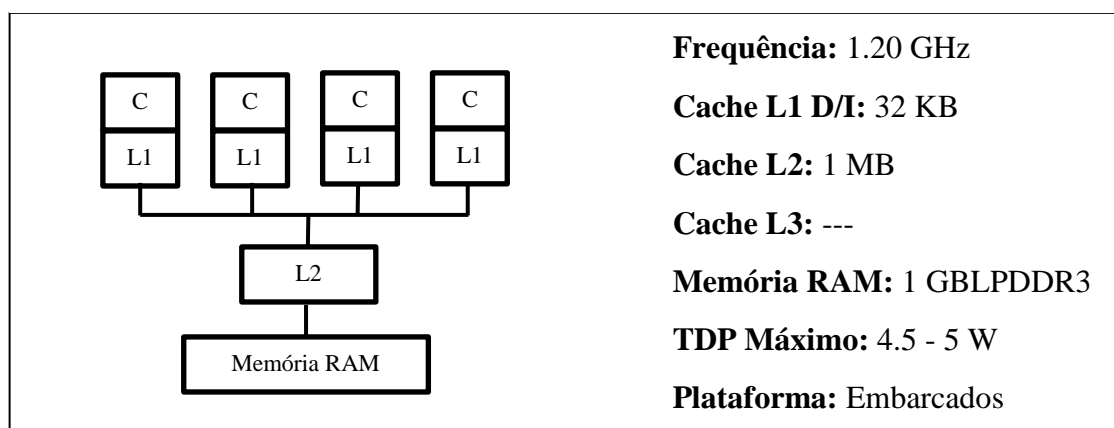 C C C C
L1 L1 L1 L1
L2
Memória RAM
Frequência: 1.20 GHz
Cache L1 D/I: 32 KB
Cache L2: 1 MB
Cache L3: ---
Memória RAM: 1 GBLPDDR3
TDP Máximo: 4.5 - 5 W
Plataforma: Embarcados